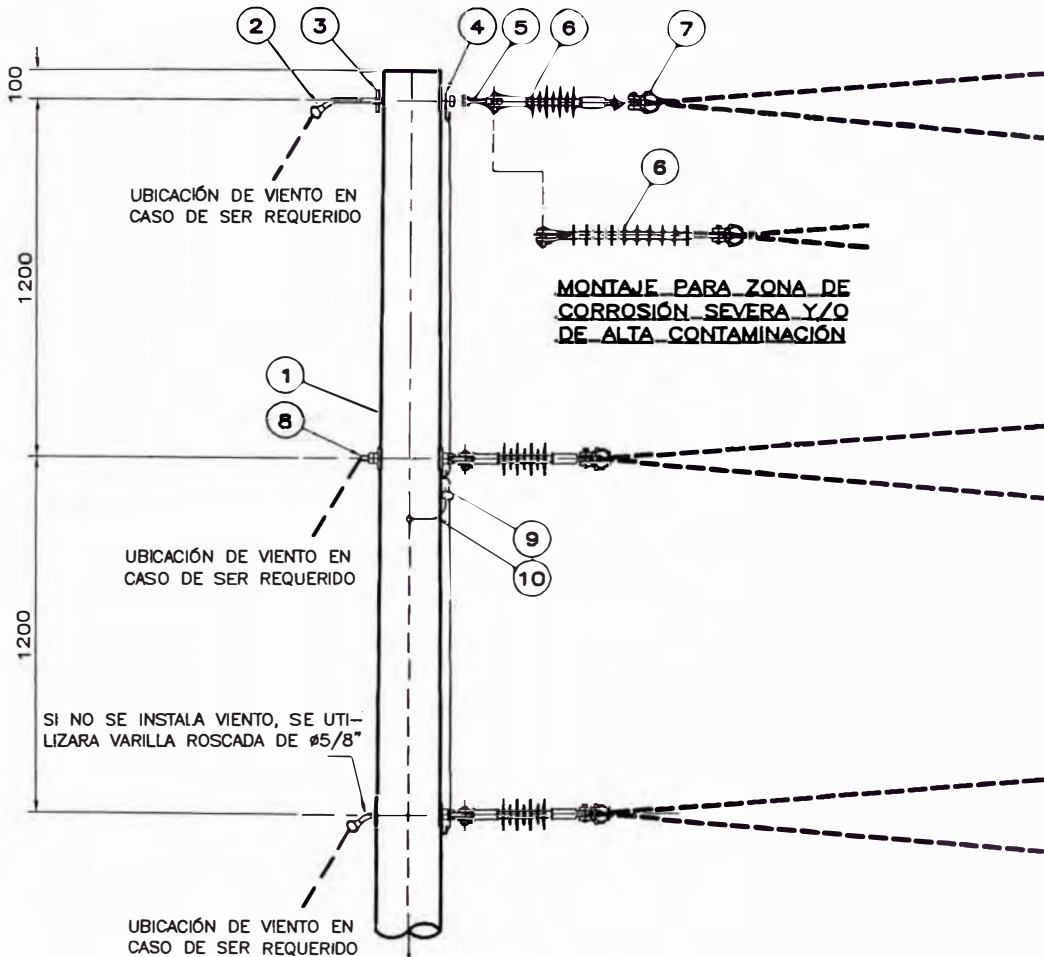 2
3
4
5
6
7
100
UBICACIÓN DE VIENTO EN
CASO DE SER REQUERIDO
6
1200
MONTAJE PARA ZONA DE
CORROSIÓN SEVERA Y/O
DE ALTA CONTAMINACIÓN
1
8
9
UBICACIÓN DE VIENTO EN
CASO DE SER REQUERIDO
10
1200
SI NO SE INSTALA VIENTO, SE UTI-
LIZARA VARILLA ROSCADA DE ø5/8"
UBICACIÓN DE VIENTO EN
CASO DE SER REQUERIDO